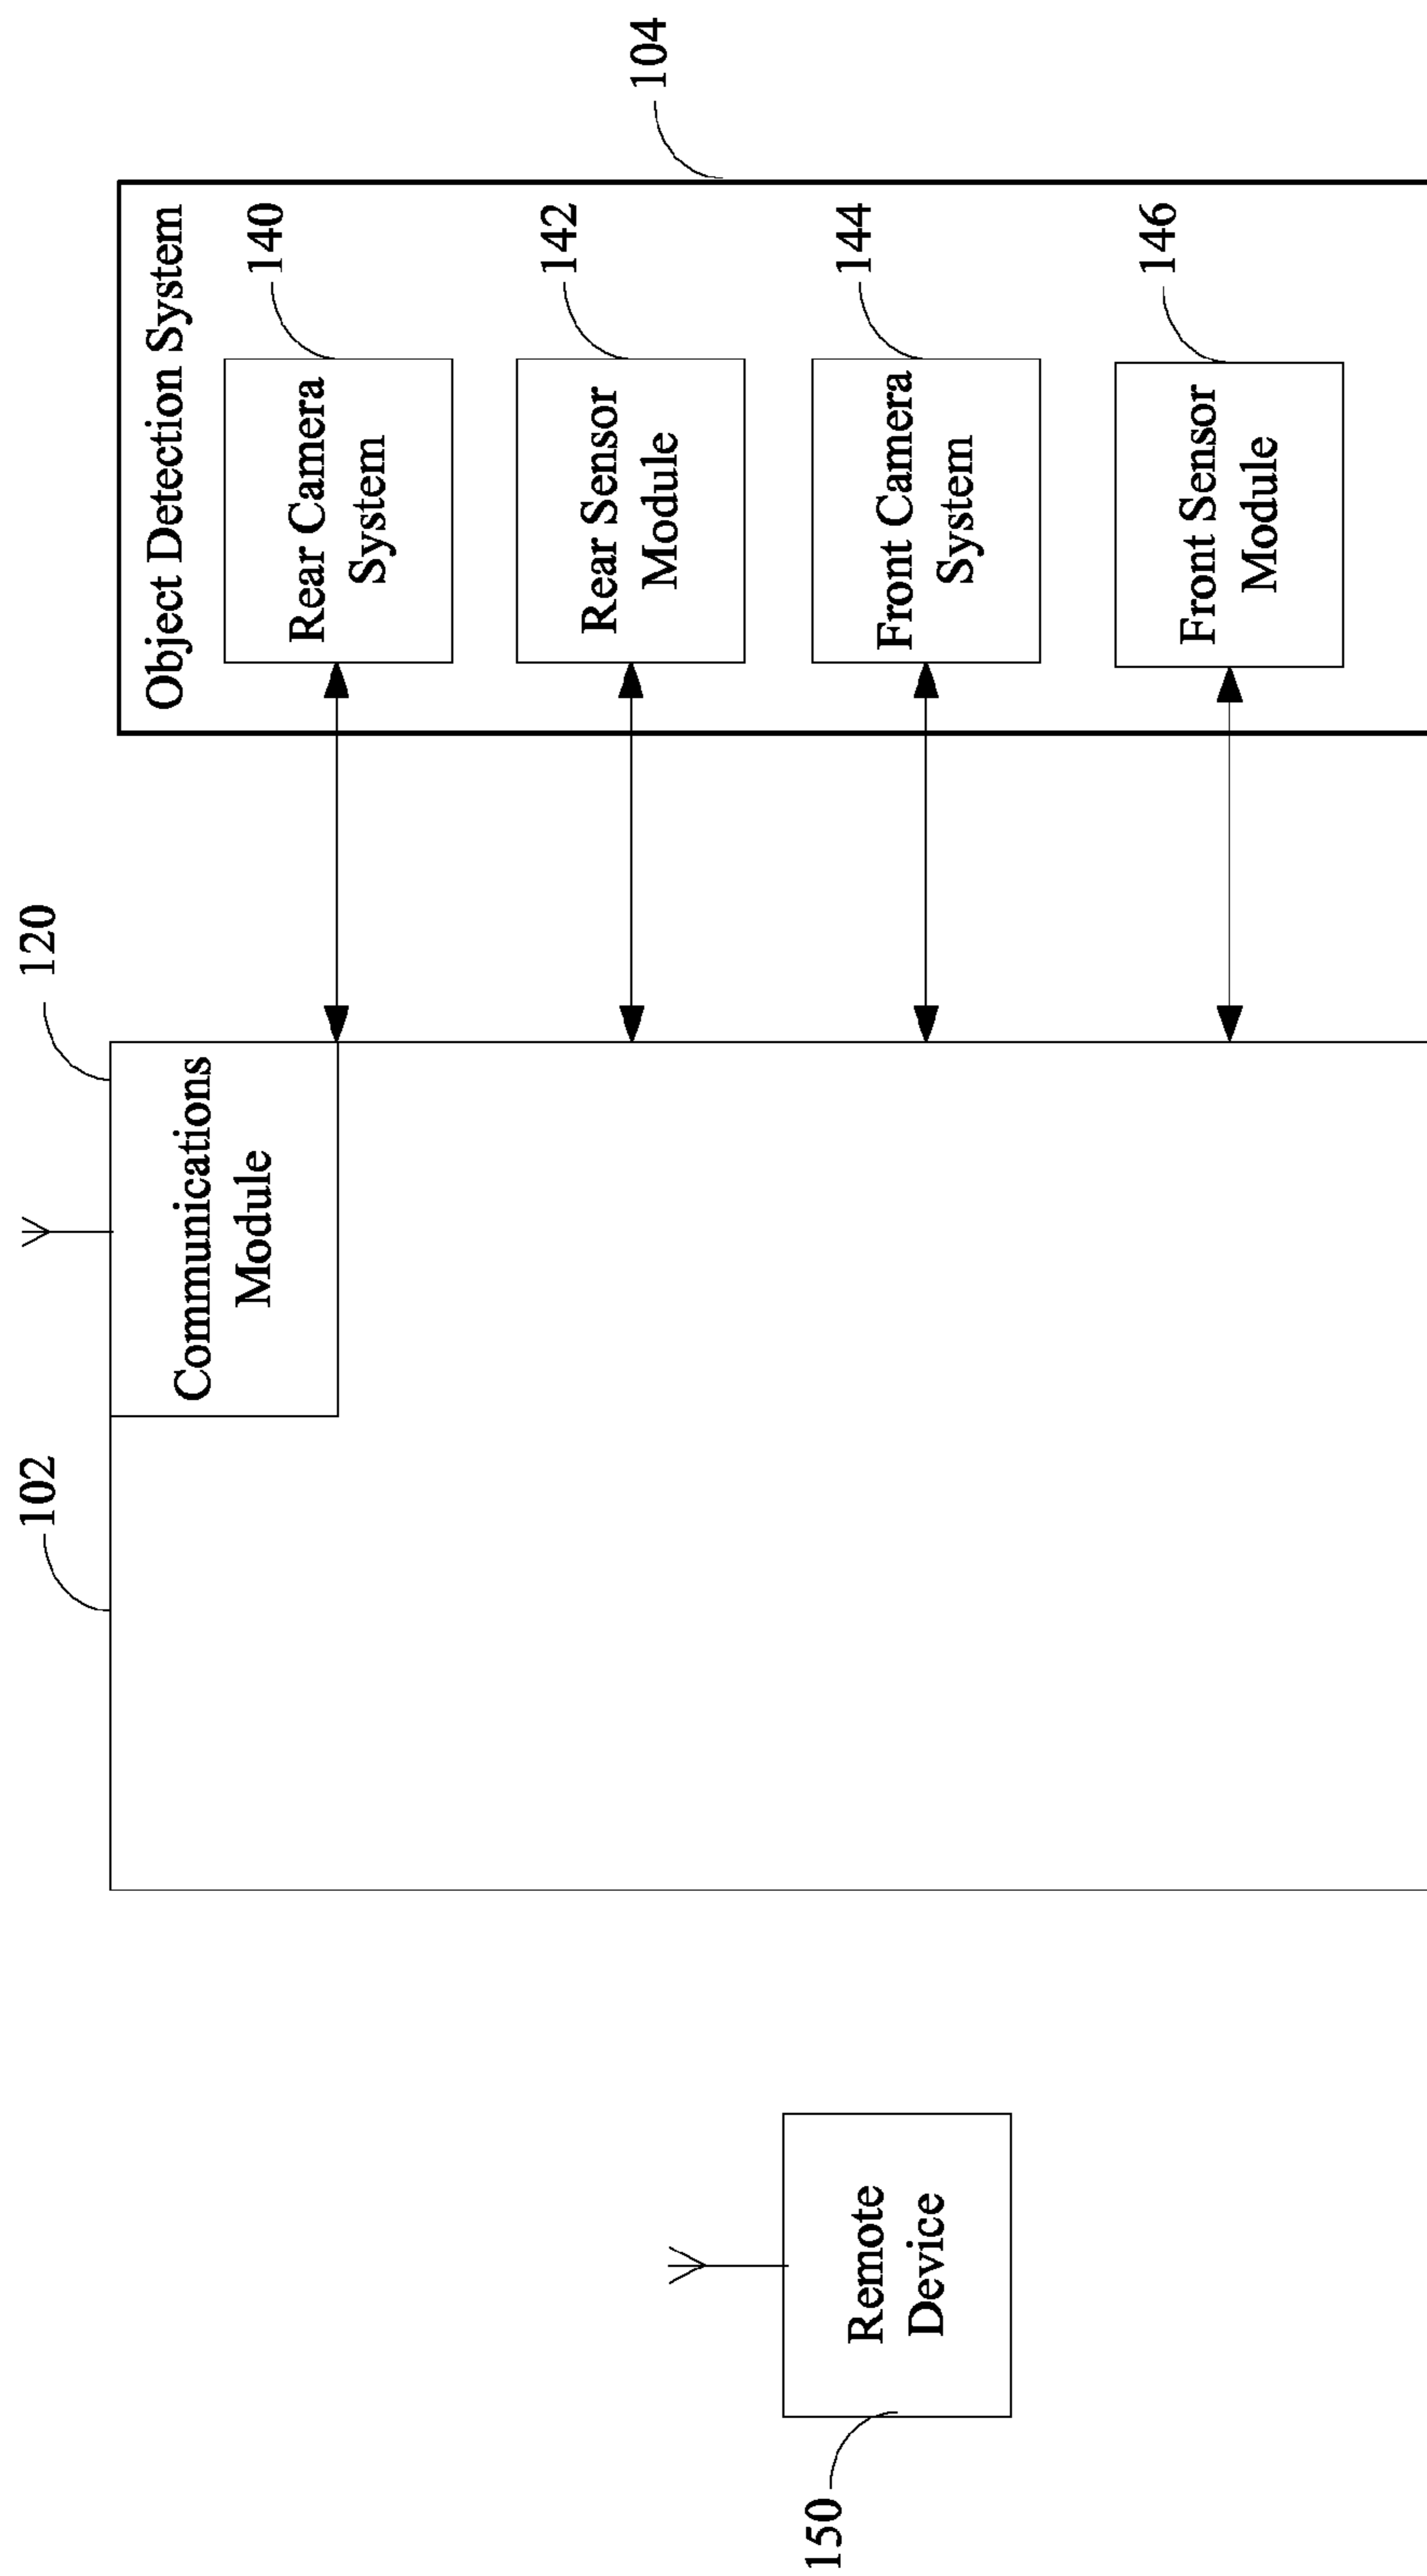 104
Object Detection System
140
Rear Camera
System
142
Rear Sensor
Module
144
Front Camera
System
146
Front Sensor
Module
120
Communications
Module
102
Remote
Device
150